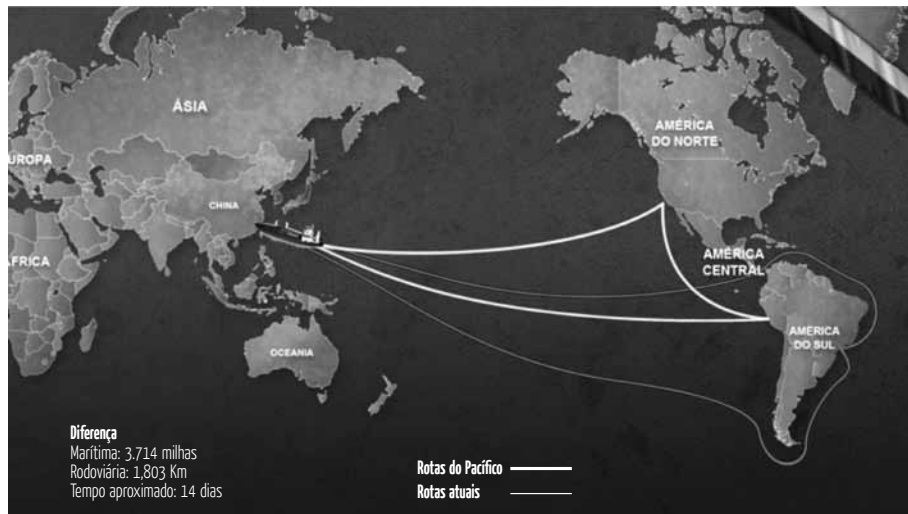 ÁSIA
AMÉRICA
DO NORTE
EUROPA
CHINA
ÁFRICA
AMÉRICA
CENTRAL
AMÉRICA
DO SUL
OCEANIA
Diferença
Marítima: 3.714 milhas
Rodoviária: 1,803 Km
Tempo aproximado: 14 dias
Rotas do Pacífico
Rotas atuais